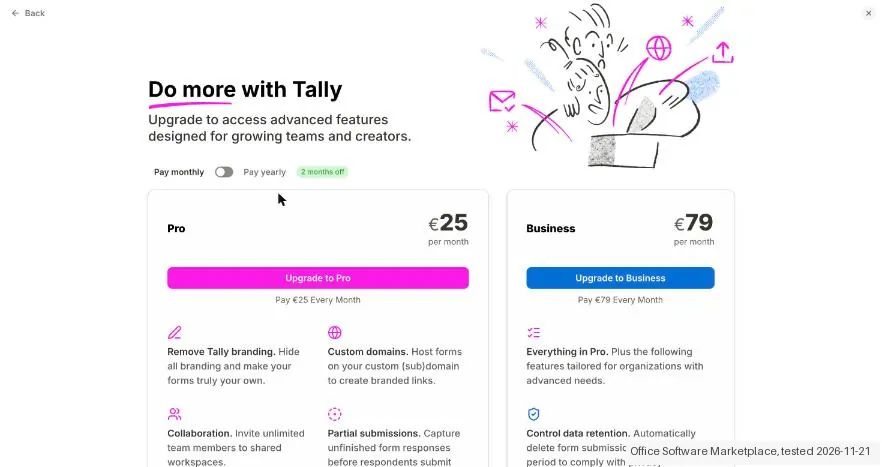 Back
Do more with Tally
Upgrade to access advanced features
designed for growing teams and creators.
Pay monthly
Pay yearly
2 months off
Pro
€25
per month
Upgrade to Pro
Pay €25 Every Month
Remove Tally branding. Hide
all branding and make your
forms truly your own.
Custom domains. Host forms
on your custom (sub)domain
to create branded links.
Collaboration. Invite unlimited
team members to shared
workspaces.
Partial submissions. Capture
unfinished form responses
before respondents submit
Business
€79
per month
Upgrade to Business
Pay €79 Every Month
Everything in Pro. Plus the following
features tailored for organizations with
advanced needs.
Control data retention. Automatically
delete form
period to comply with
Office Software Marketplace, tested 2026-11-21